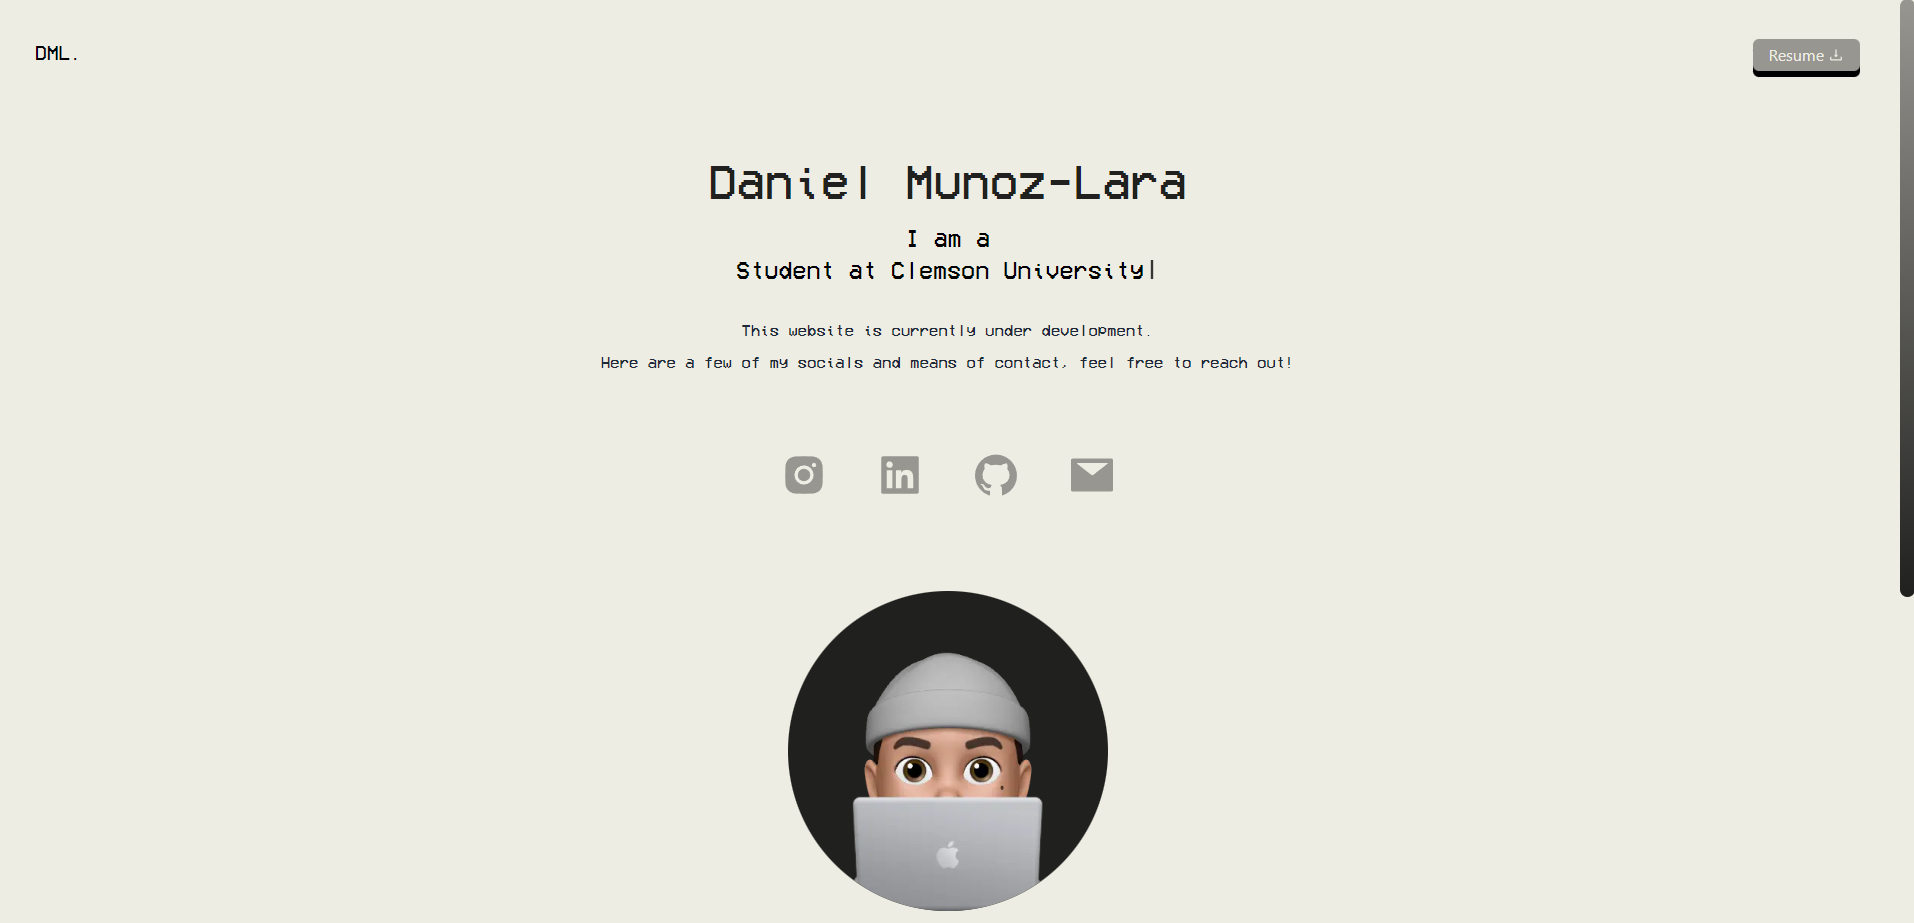 DML.
Resume
Daniel Munoz-Lara
I am a
Student at Clemson University|
This website is currently under development.
Here are a few of my socials and means of contact, feel free to reach out!
in